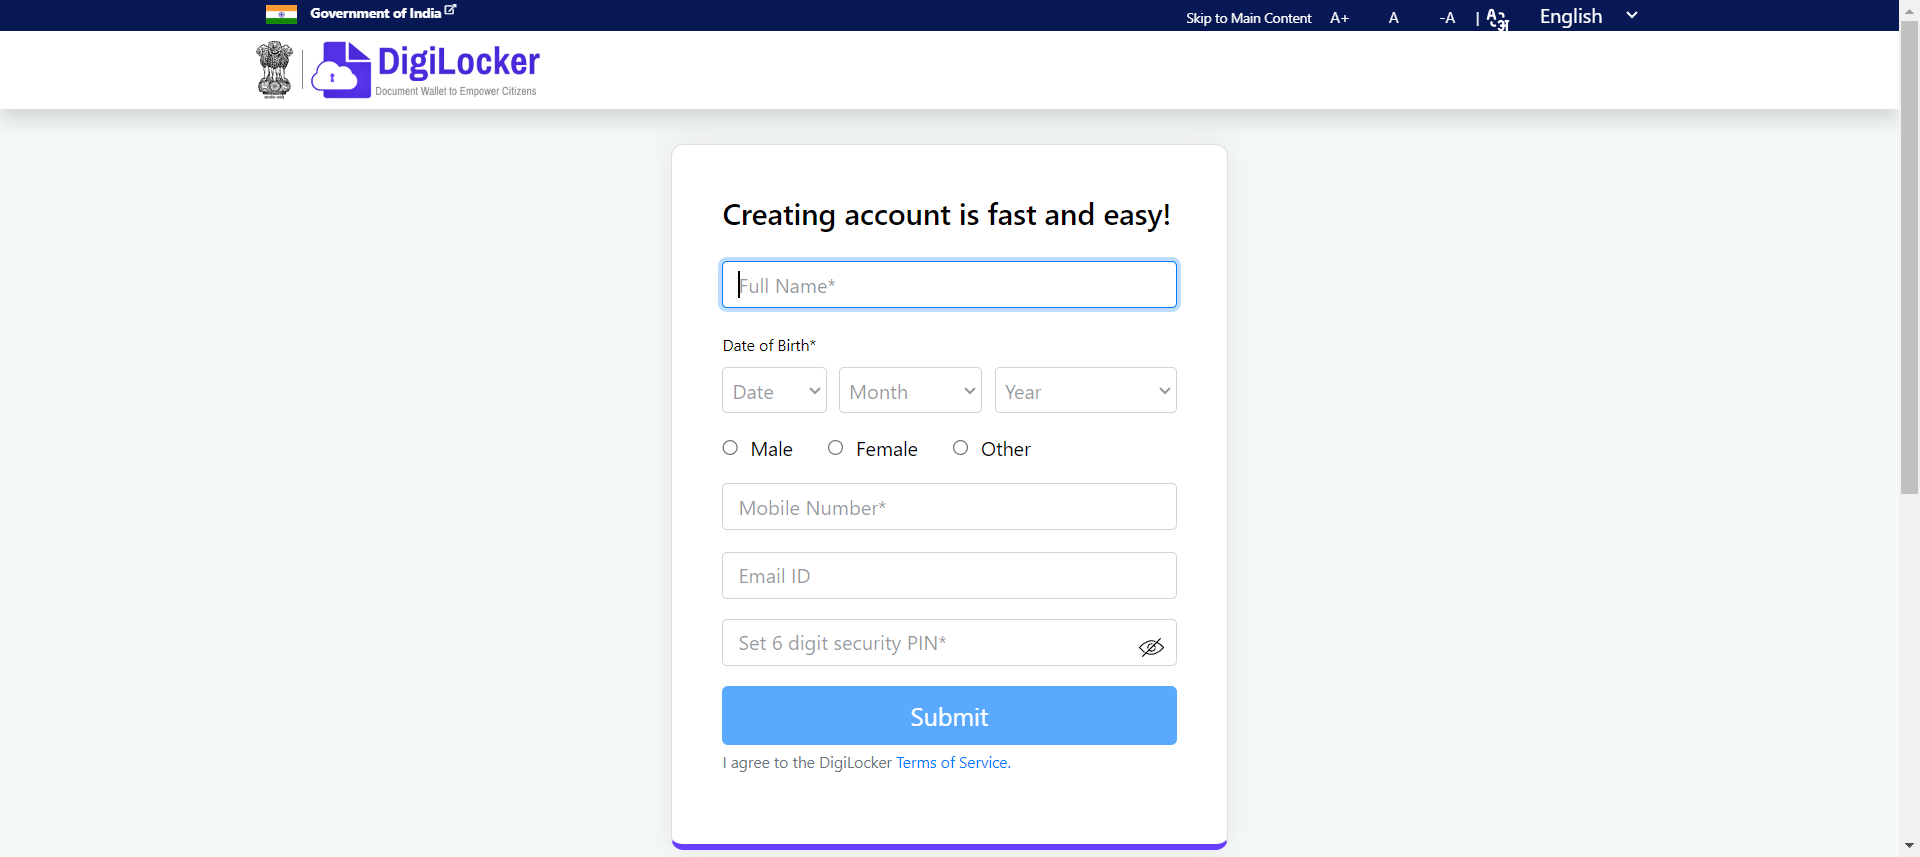 Government of India
Skip to Main Content A+ A -A | A अ English
DigiLocker
Document Wallet to Empower Citizens
Creating account is fast and easy!
Full Name*
Date of Birth*
Date Month Year
Male Female Other
Mobile Number*
Email ID
Set 6 digit security PIN*
Submit
I agree to the DigiLocker Terms of Service.